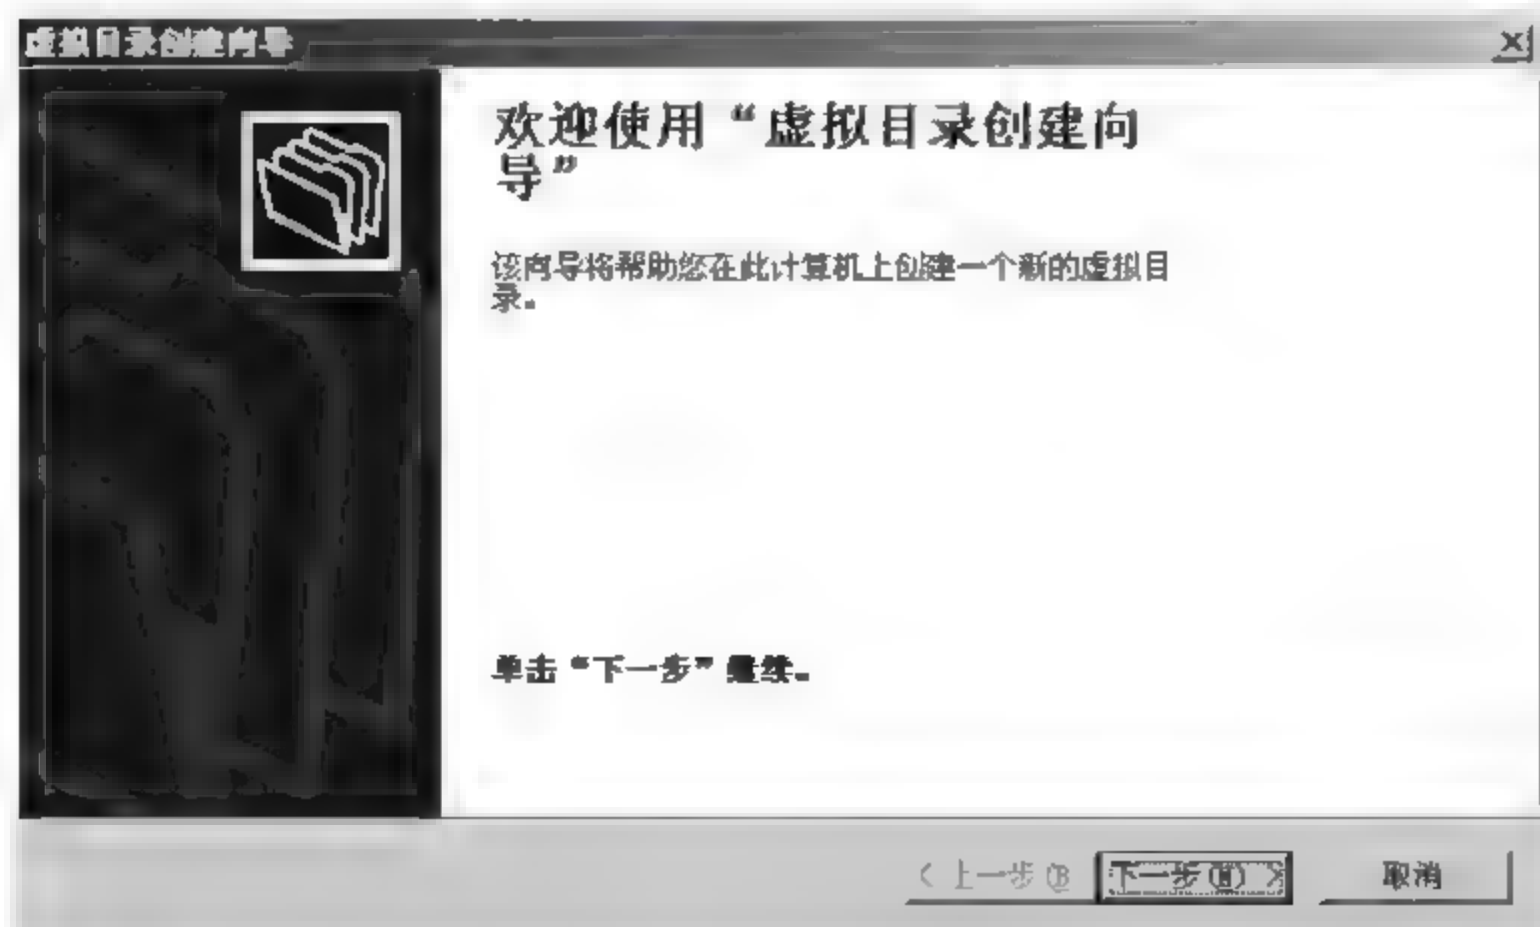 虚拟目录创建向导
欢迎使用“虚拟目录创建向
导”
该向导将帮助您在此计算机上创建一个新的虚拟目
录。
单击“下一步”继续。
< 上一步(B 下一步(N) > 取消